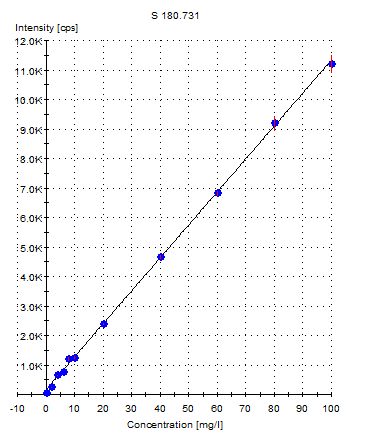 S 180.731
Intensity [cps]
12.0K
11.0K
10.0K
9.0K
8.0K
7.0K
6.0K
5.0K
4.0K
3.0K
2.0K
1.0K
-10 0 10 20 30 40 50 60 70 80 90 100
Concentration [mg/l]